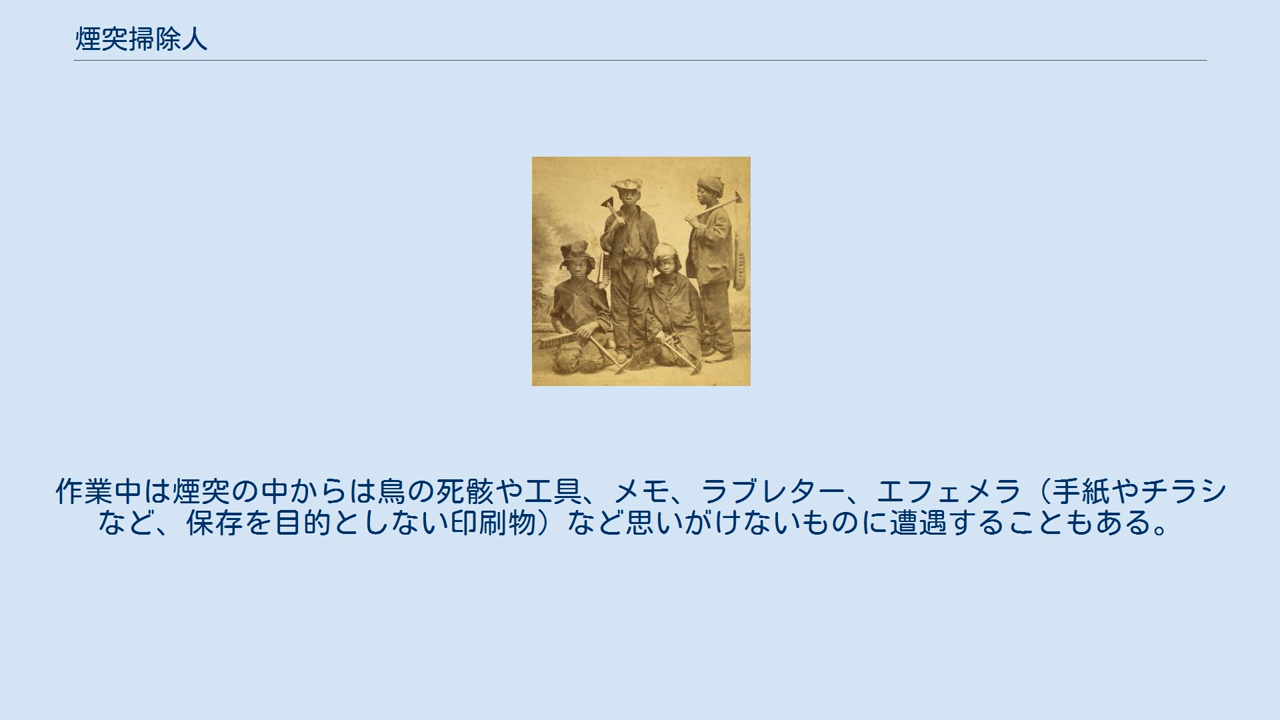 煙突掃除人
作業中は煙突の中からは鳥の死骸や工具、メモ、ラブレター、エフェメラ（手紙やチラシ
など、保存を目的としない印刷物）など思いがけないものに遭遇することもある。